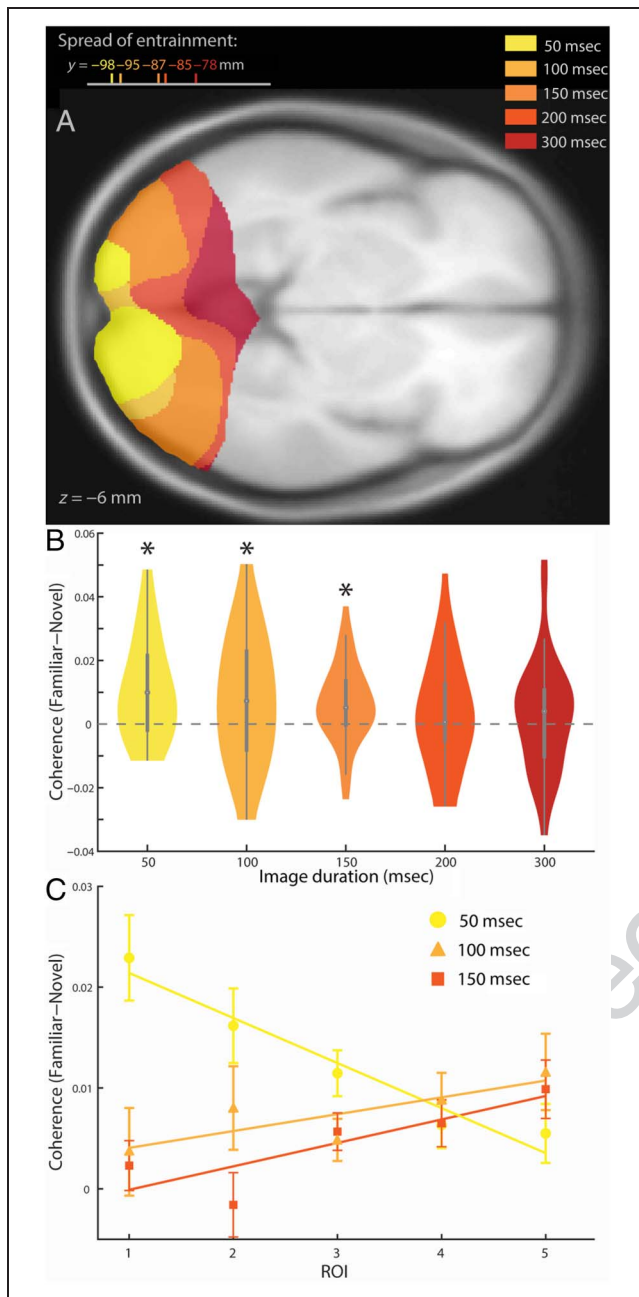 Spread of entrainment:
y = −98 −95 −87 −85 −78 mm
50 msec
100 msec
150 msec
200 msec
300 msec
A
z = −6 mm
B
Coherence (Familiar−Novel)
0.06
0.04
0.02
0
−0.02
−0.04
* * *
50 100 150 200 300
Image duration (msec)
C
Coherence (Familiar−Novel)
0.03
0.02
0.01
0
50 msec
100 msec
150 msec
1 2 3 4 5
ROI